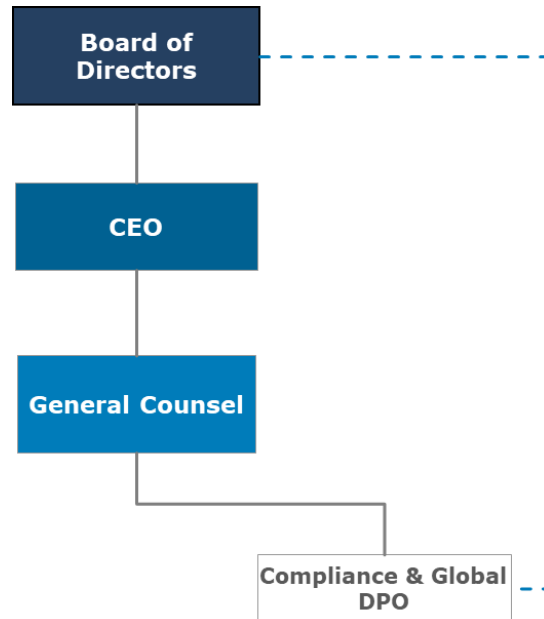 Board of
Directors
CEO
General Counsel
Compliance & Global
DPO